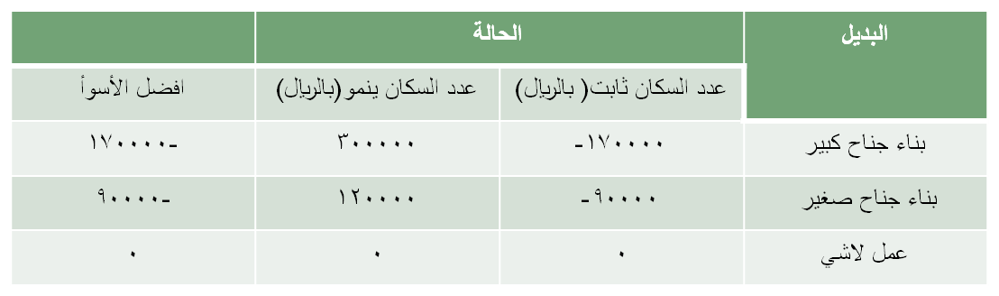 البديل الحالة
عدد السكان ثابت( بالريال) عدد السكان ينمو(بالريال) افضل الأسوأ
بناء جناح كبير ١٧٠٠٠٠- ٣٠٠٠٠٠ -١٧٠٠٠٠
بناء جناح صغير ٩٠٠٠٠- ١٢٠٠٠٠ -٩٠٠٠٠
عمل لاشي ٠ ٠ ٠